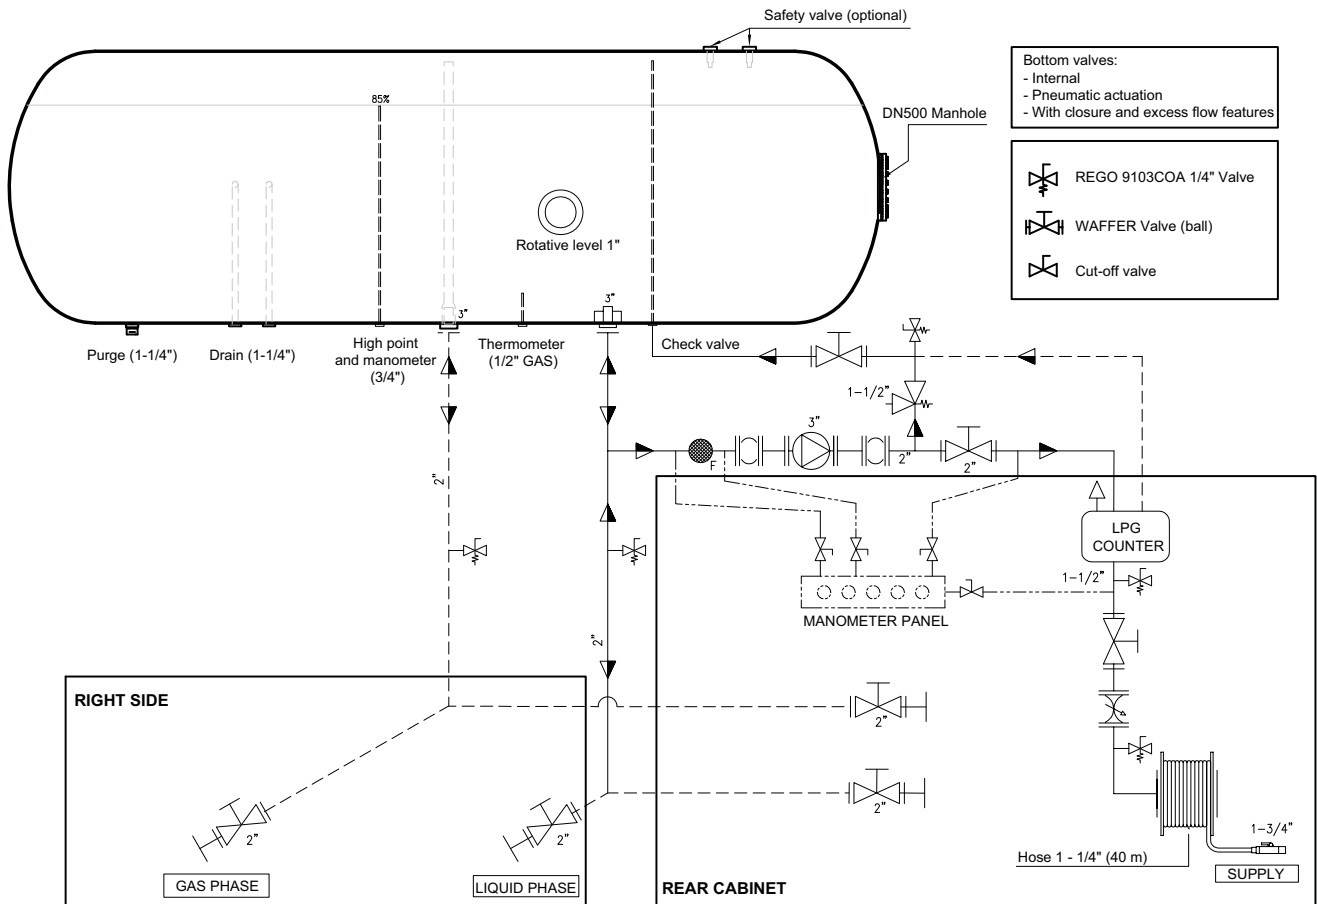 Safety valve (optional)
Bottom valves:
- Internal
- Pneumatic actuation
- With closure and excess flow features
85%
DN500 Manhole
REGO 9103COA 1/4" Valve
WAFFER Valve (ball)
Cut-off valve
Rotative level 1"
3"
3"
Purge (1-1/4")
Drain (1-1/4")
High point
and manometer
(3/4")
Thermometer
(1/2" GAS)
Check valve
1-1/2"
3"
F
2"
2"
2"
LPG
COUNTER
1-1/2"
MANOMETER PANEL
2"
RIGHT SIDE
2"
2"
2"
2"
1-3/4"
Hose 1 - 1/4" (40 m)
SUPPLY
GAS PHASE
LIQUID PHASE
REAR CABINET